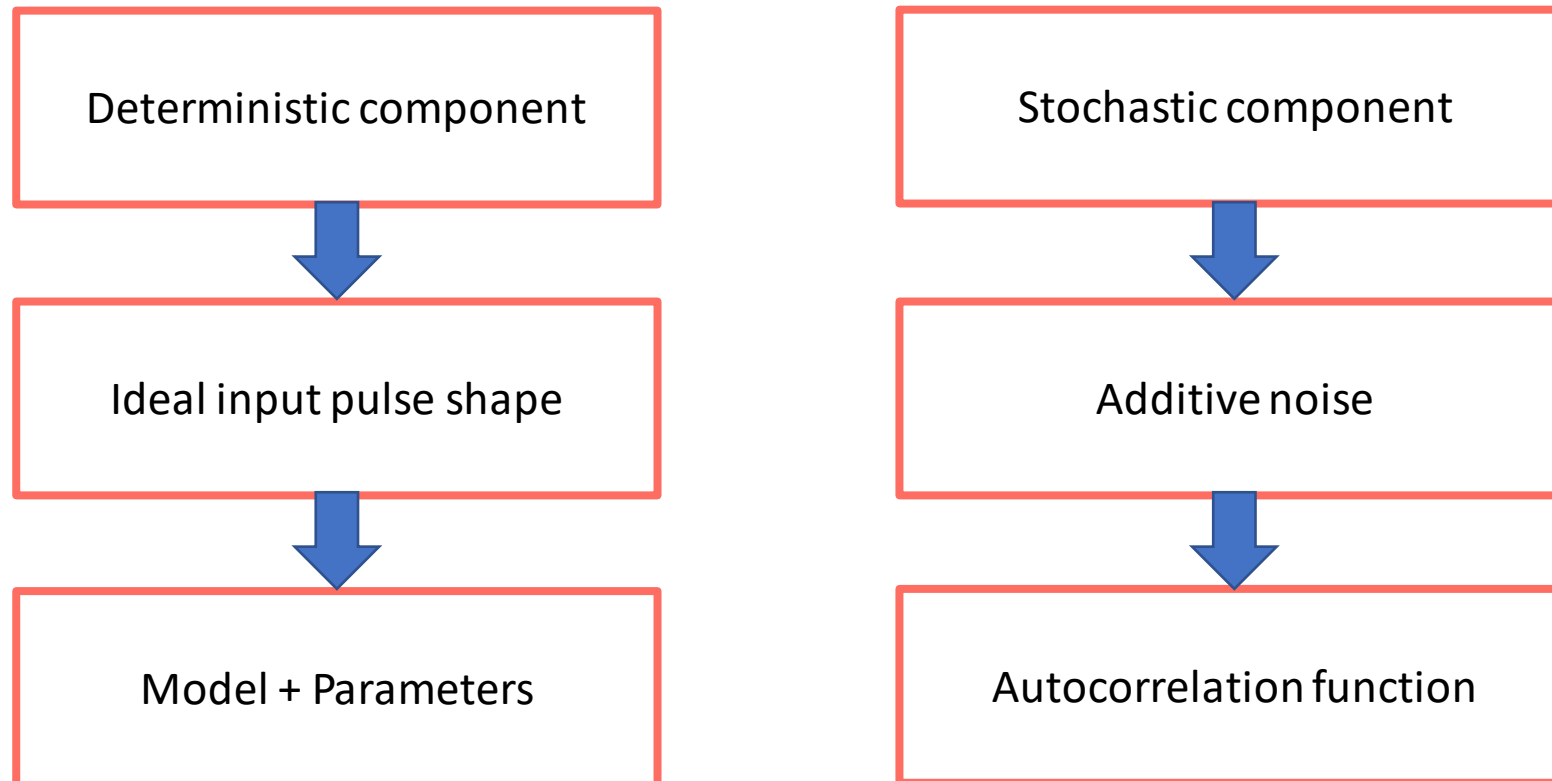 Deterministic component
Stochastic component
Ideal input pulse shape
Additive noise
Model + Parameters
Autocorrelation function